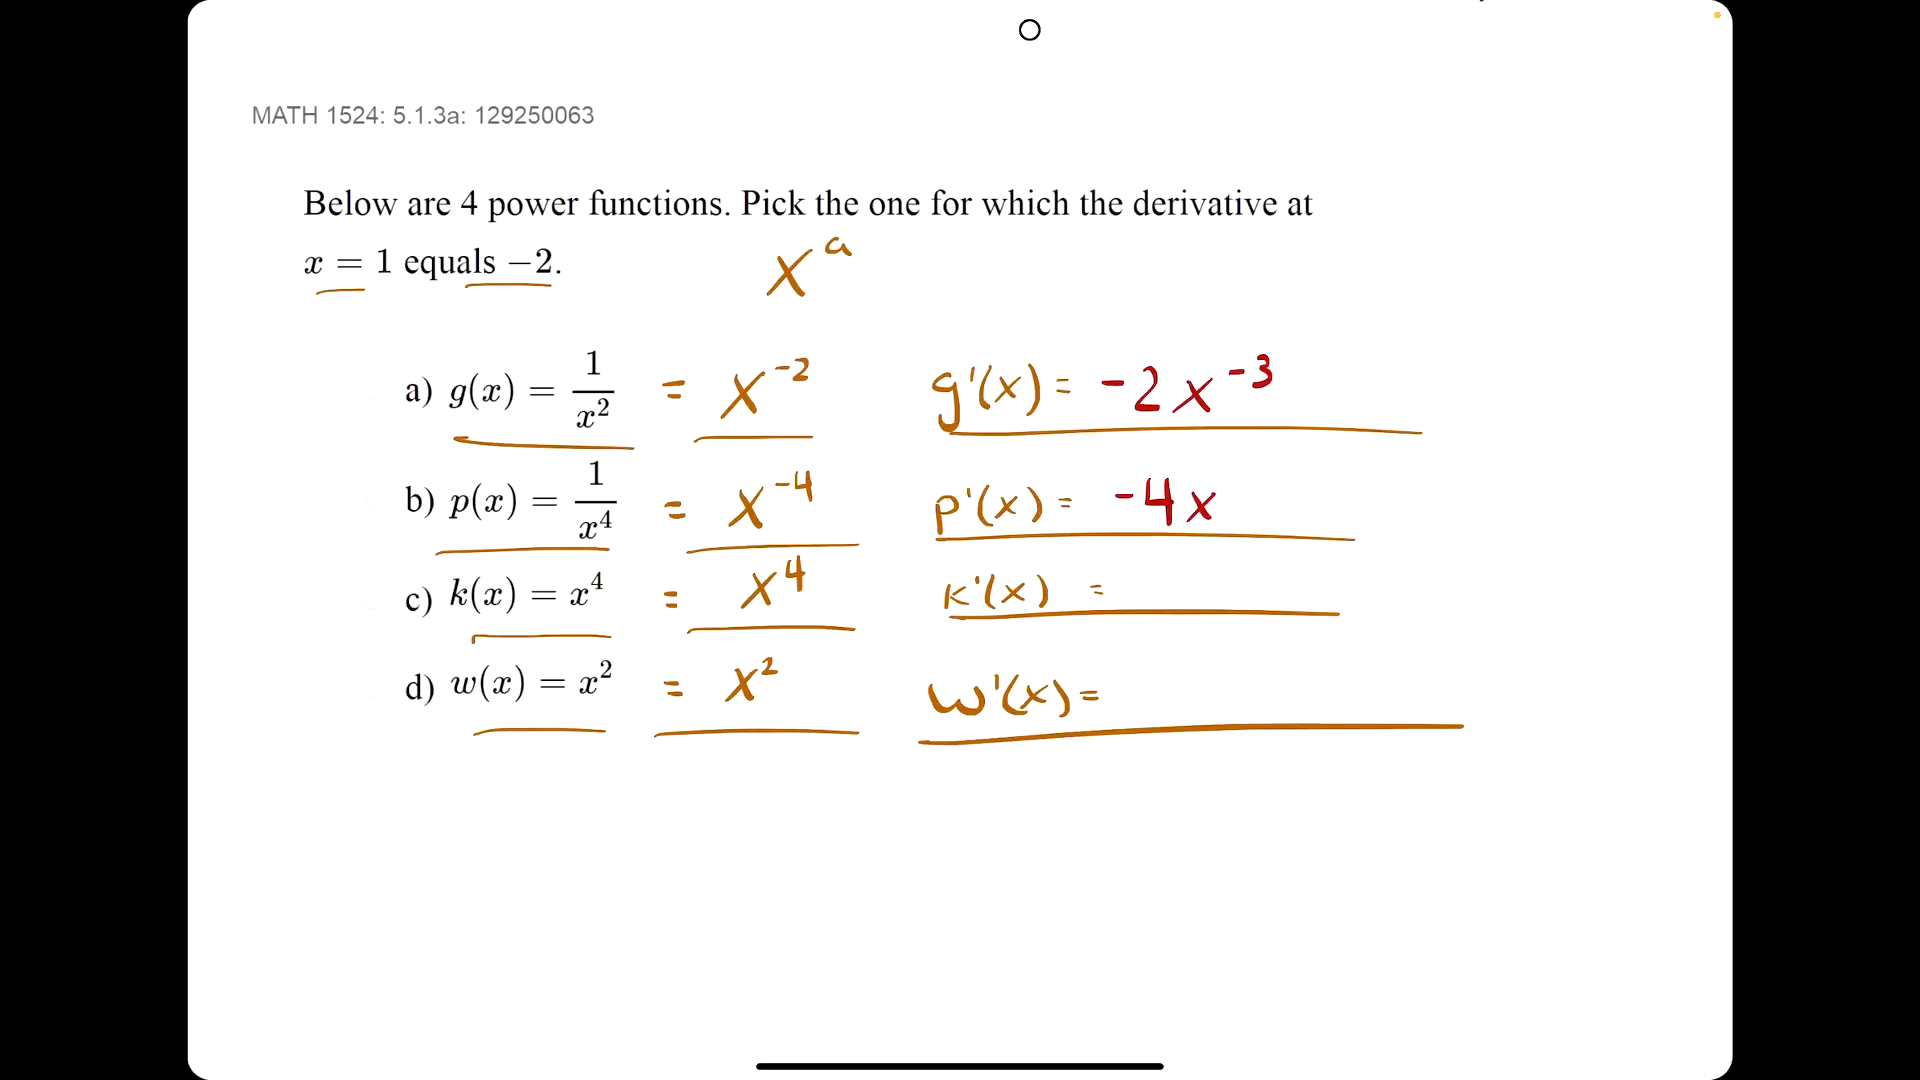 MATH 1524: 5.1.3a: 129250063
Below are 4 power functions. Pick the one for which the derivative at
x = 1 equals −2.
x^a
a) g(x) = 1/x^2 = x^-2 g'(x) = -2x^-3
b) p(x) = 1/x^4 = x^-4 p'(x) = -4x
c) k(x) = x^4 = x^4 k'(x) =
d) w(x) = x^2 = x^2 w'(x) =